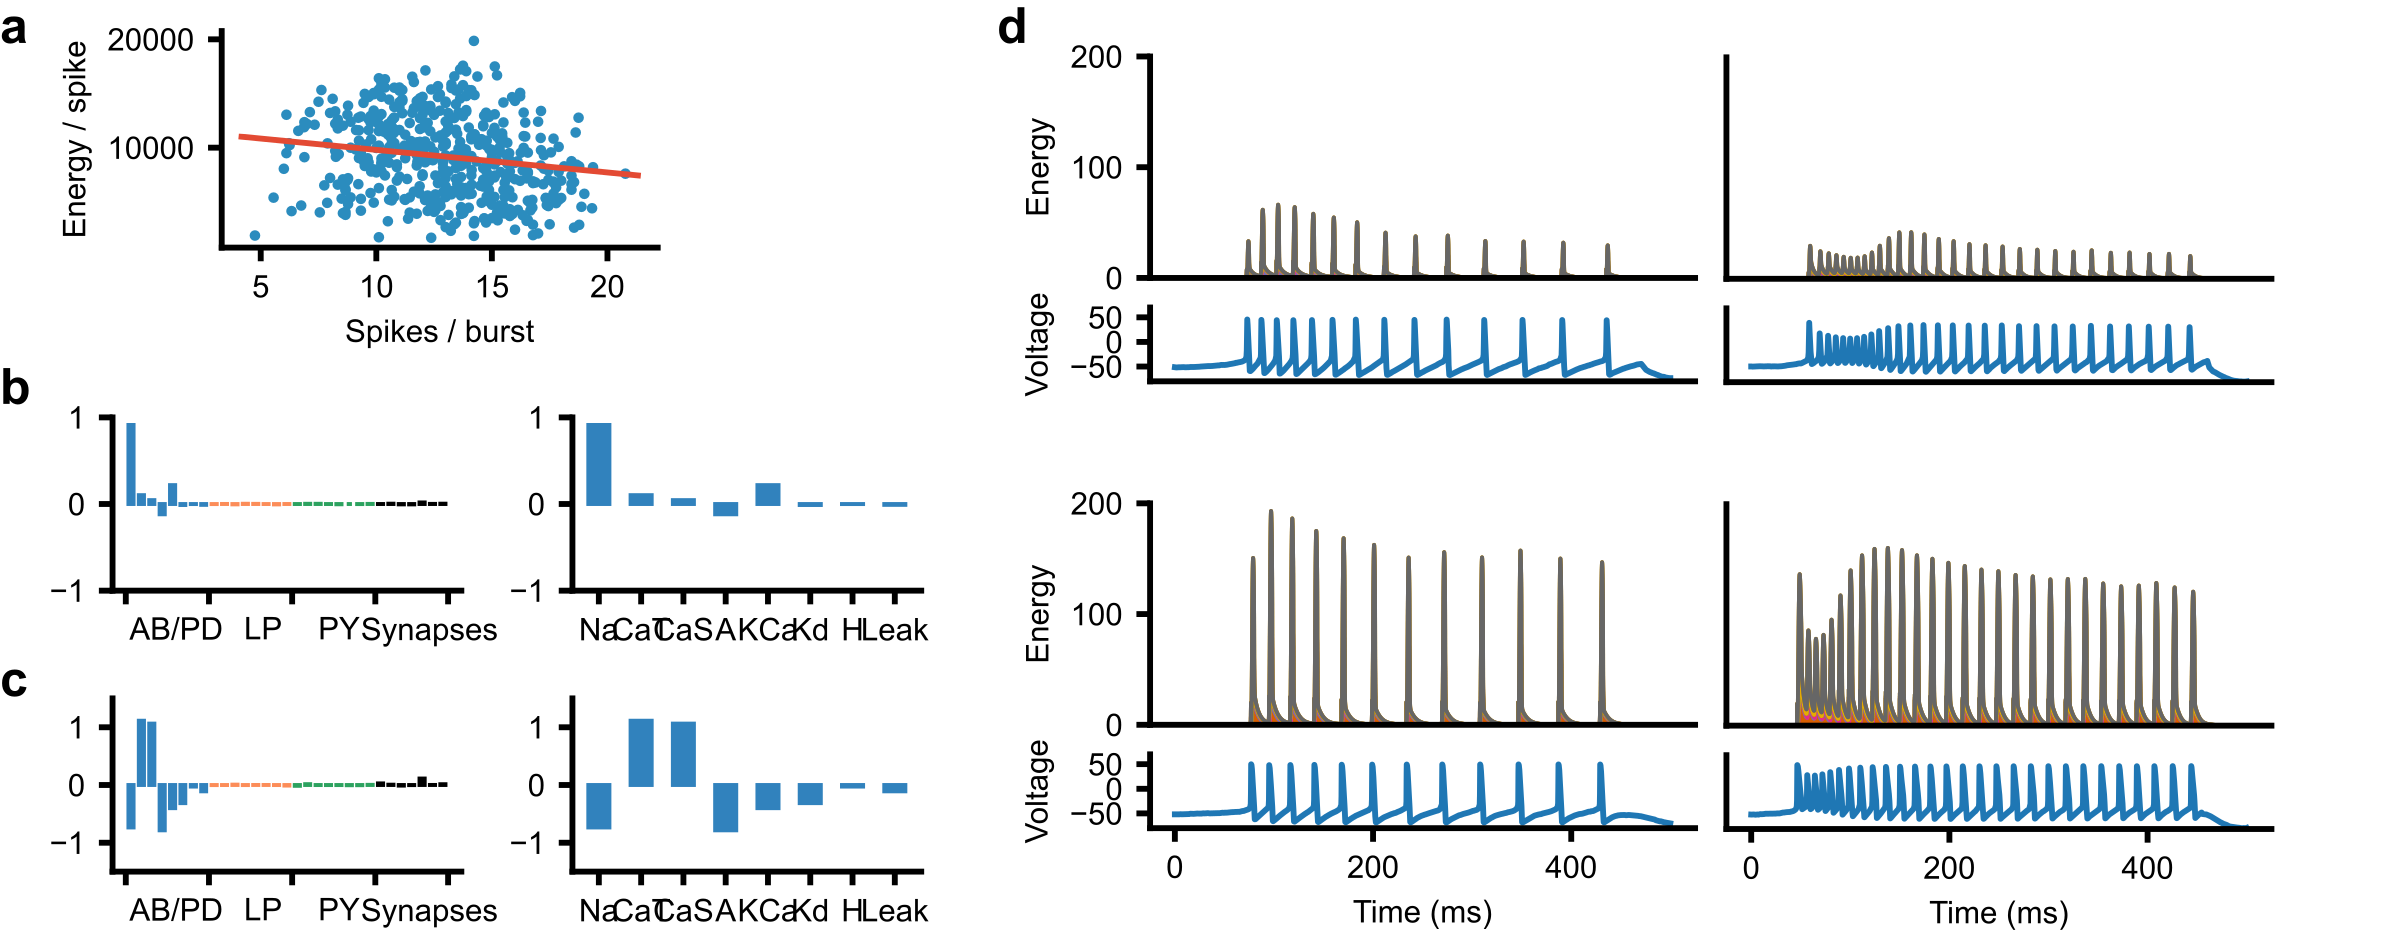 a
20000
10000
Energy / spike
5 10 15 20
Spikes / burst
b
1
0
−1
AB/PD LP PY Synapses
1
0
−1
Na CaT CaS A KCa Kd H Leak
c
1
0
−1
AB/PD LP PY Synapses
1
0
−1
Na CaT CaS A KCa Kd H Leak
d
200
100
0
Energy
50
0
−50
Voltage
200
100
0
Energy
50
0
−50
Voltage
0 200 400
Time (ms)
0 200 400
Time (ms)